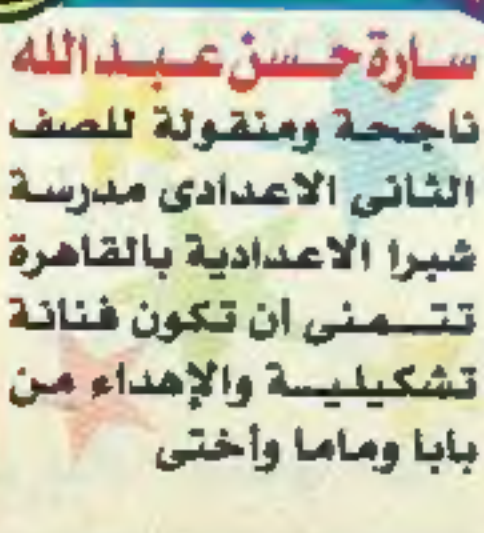 سارة حسن عبدالله
ناجحة ومنقولة للصف
الثانى الاعدادى مدرسة
شبرا الاعدادية بالقاهرة
تتمنى أن تكون فنانة
تشكيلية والإهداء من
بابا وماما وأختى